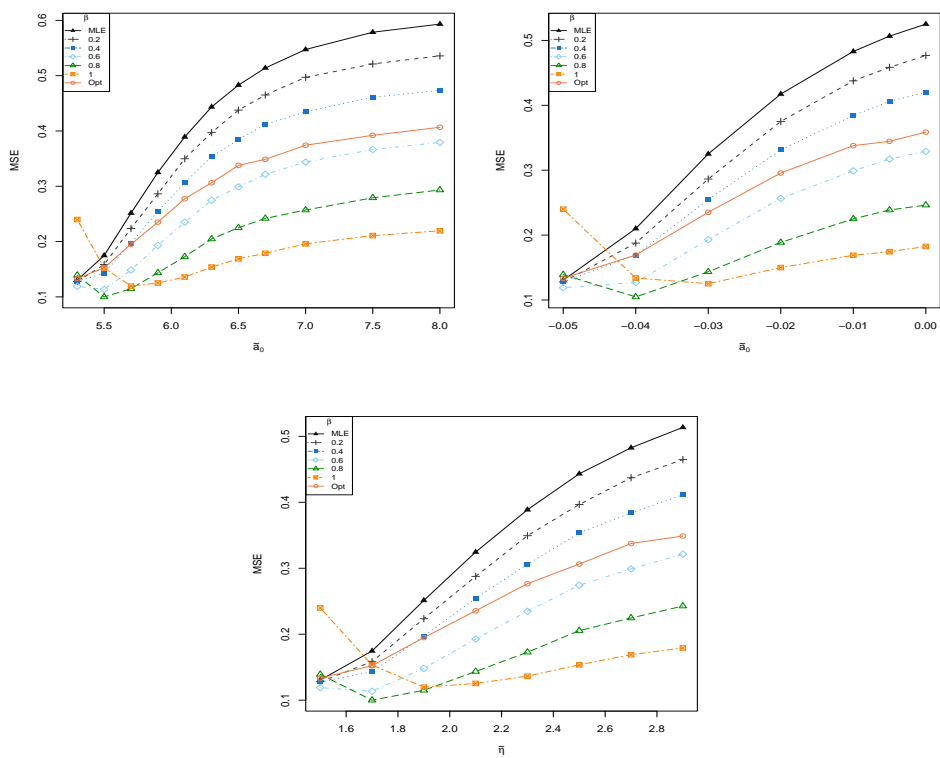 β
MLE
0.2
0.4
0.6
0.8
1
Opt
MSE
0.1 0.2 0.3 0.4 0.5 0.6
5.5 6.0 6.5 7.0 7.5 8.0
ã₀
β
MLE
0.2
0.4
0.6
0.8
1
Opt
MSE
0.1 0.2 0.3 0.4 0.5
−0.05 −0.04 −0.03 −0.02 −0.01 0.00
ã₀
β
MLE
0.2
0.4
0.6
0.8
1
Opt
MSE
0.1 0.2 0.3 0.4 0.5
1.6 1.8 2.0 2.2 2.4 2.6 2.8
η̃